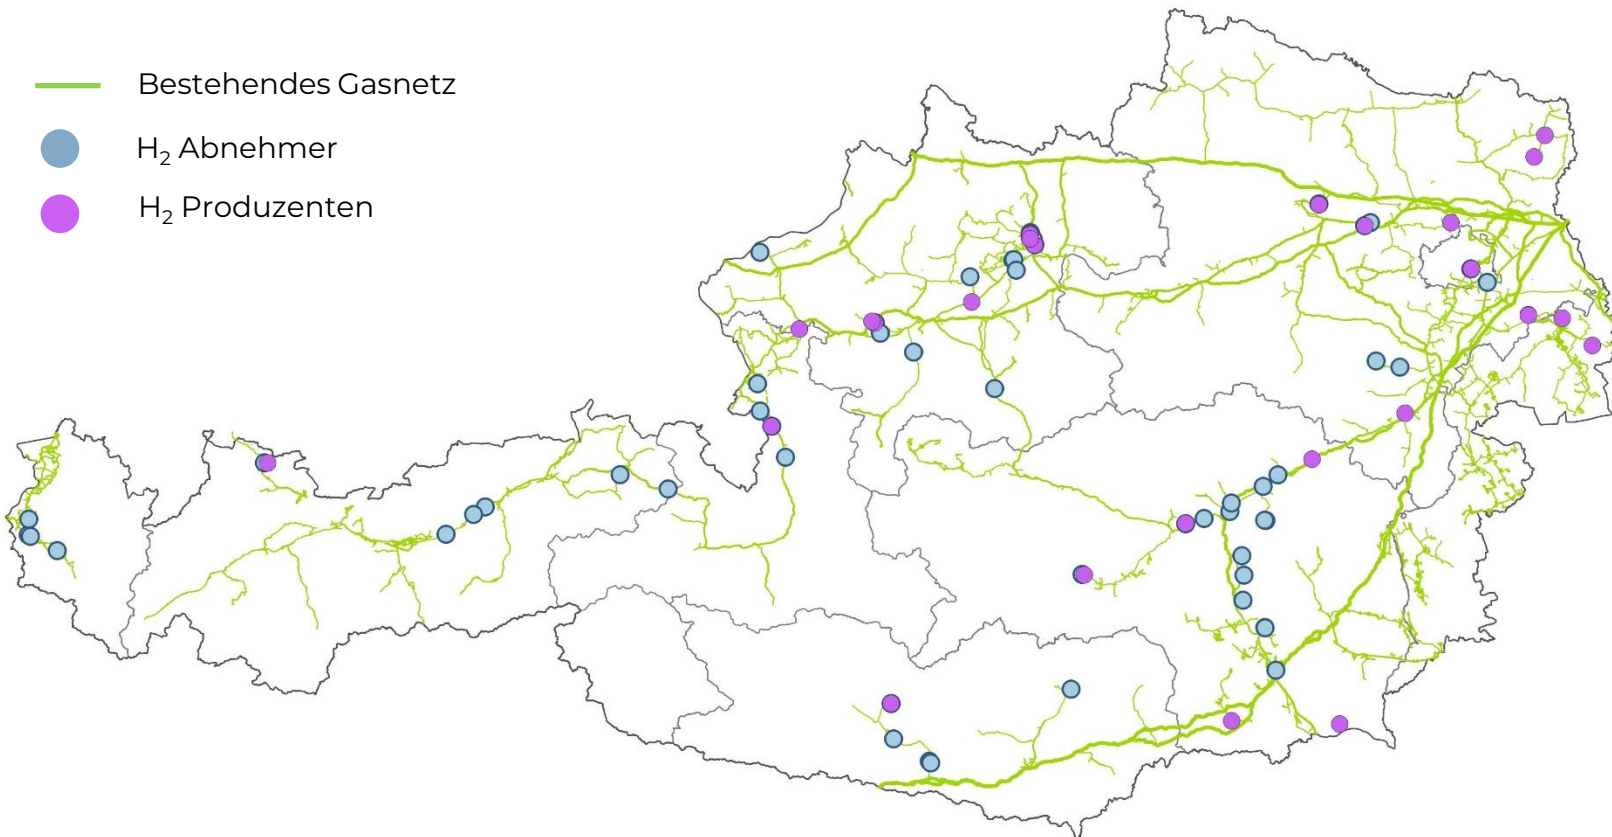 Bestehendes Gasnetz
H₂ Abnehmer
H₂ Produzenten